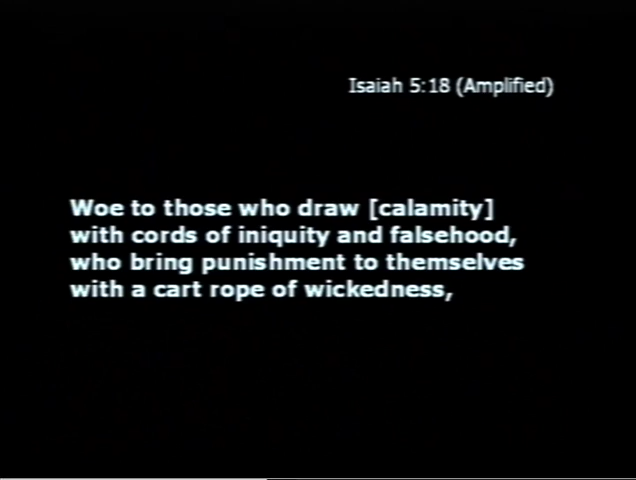 Isaiah 5:18 (Amplified)
Woe to those who draw [calamity]
with cords of iniquity and falsehood,
who bring punishment to themselves
with a cart rope of wickedness,